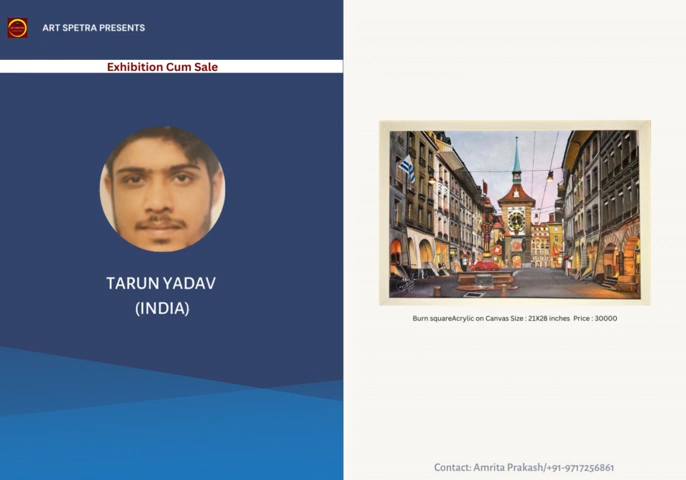 ART SPETRA PRESENTS
Exhibition Cum Sale
TARUN YADAV
(INDIA)
Burn squareAcrylic on Canvas Size : 21X28 inches Price : 30000
Contact: Amrita Prakash/+91-9717256861